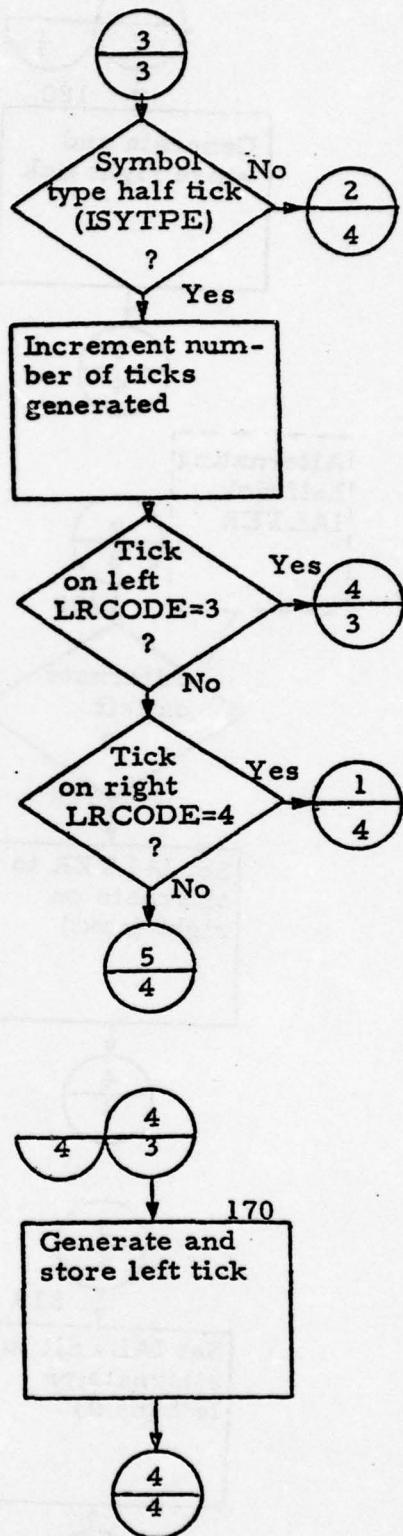 3
3
Symbol
type half tick
(ISYTPE)
?
No
2
4
Yes
Increment num-
ber of ticks
generated
Tick
on left
LRCODE=3
?
Yes
4
3
No
Tick
on right
LRCODE=4
?
Yes
1
4
No
5
4
4
4
3
170
Generate and
store left tick
4
4